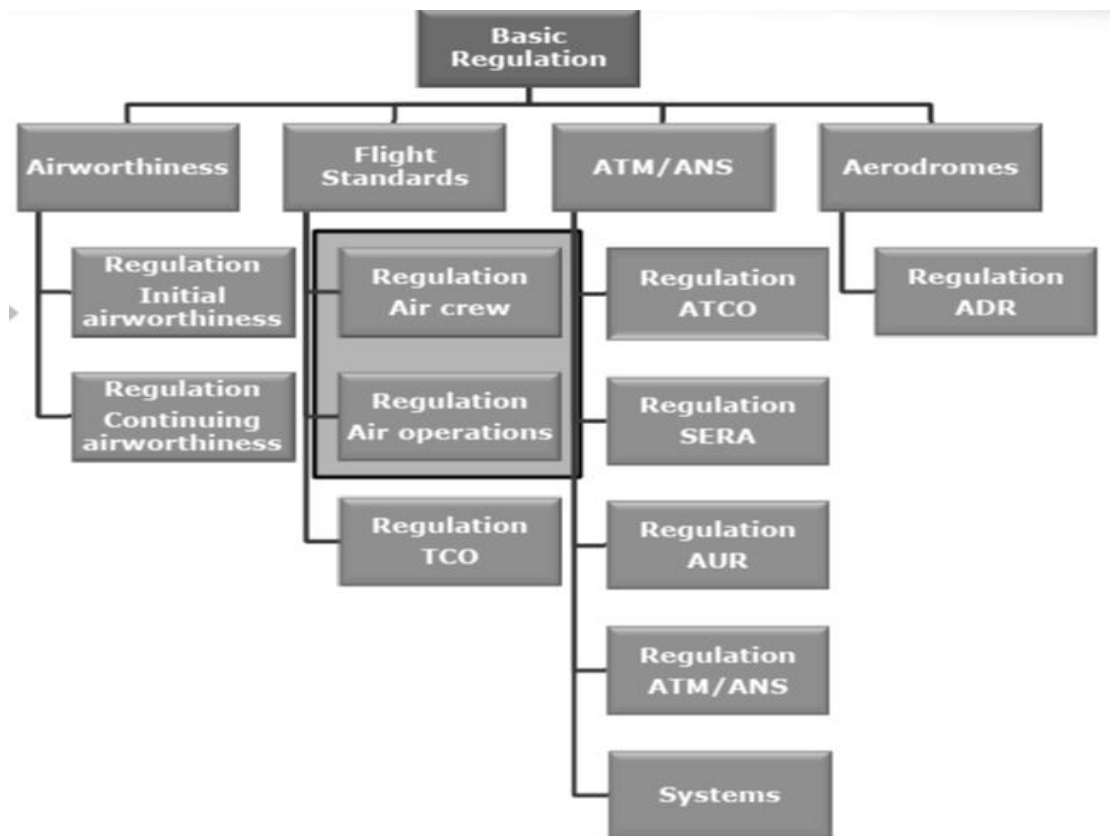 Basic
Regulation
Airworthiness
Flight
Standards
ATM/ANS
Aerodromes
Regulation
Initial
airworthiness
Regulation
Continuing
airworthiness
Regulation
Air crew
Regulation
Air operations
Regulation
TCO
Regulation
ATCO
Regulation
SERA
Regulation
AUR
Regulation
ATM/ANS
Systems
Regulation
ADR